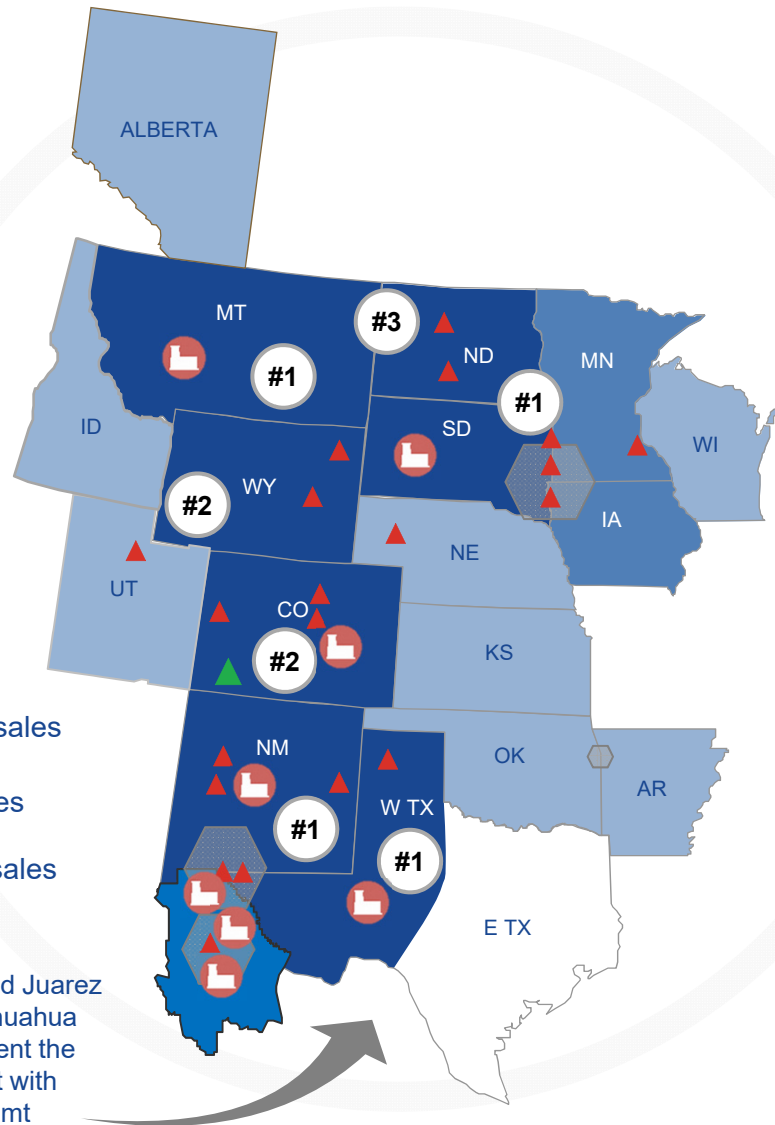 ALBERTA
MT
#3
ND
MN
#1
#1
ID
SD
WI
WY
#2
IA
NE
UT
CO
KS
#2
sales
NM
OK
AR
es
W TX
#1
#1
sales
E TX
d Juarez
uahua
ent the
t with
mt